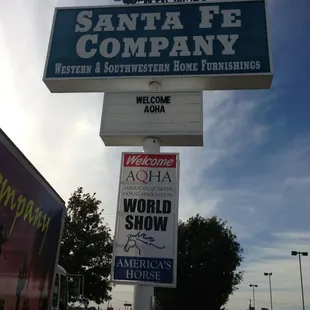 SANTA FE
COMPANY
WESTERN & SOUTHWESTERN HOME FURNISHINGS
WELCOME
AQHA
Welcome
AQHA
AMERICAN QUARTER
HORSE ASSOCIATION
WORLD
SHOW
AMERICA'S
HORSE
Company